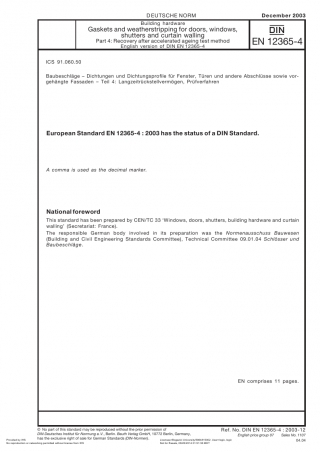 DEUTSCHE NORM
December 2003
Building hardware
Gaskets and weatherstripping for doors, windows,
shutters and curtain walling
Part 4: Recovery after accelerated ageing test method
English version of DIN EN 12365-4
DIN
EN 12365-4
ICS 91.060.50
Baubeschläge – Dichtungen und Dichtungsprofile für Fenster, Türen und andere Abschlüsse sowie vor-
gehängte Fassaden – Teil 4: Langzeitrückstellvermögen, Prüfverfahren
European Standard EN 12365-4 : 2003 has the status of a DIN Standard.
A comma is used as the decimal marker.
National foreword
This standard has been prepared by CEN/TC 33 'Windows, doors, shutters, building hardware and curtain
walling' (Secretariat: France).
The responsible German body involved in its preparation was the Normenausschuss Bauwesen
(Building and Civil Engineering Standards Committee), Technical Committee 09.01.04 Schlösser und
Baubeschläge.
EN comprises 11 pages.
© No part of this standard may be reproduced without the prior permission of
DIN Deutsches Institut für Normung e.V., Berlin. Beuth Verlag GmbH, 10772 Berlin, Germany,
has the exclusive right of sale for German Standards (DIN-Normen).
Ref. No. DIN EN 12365-4 : 2003-12
English price group 07 Sales No. 1107
04.04